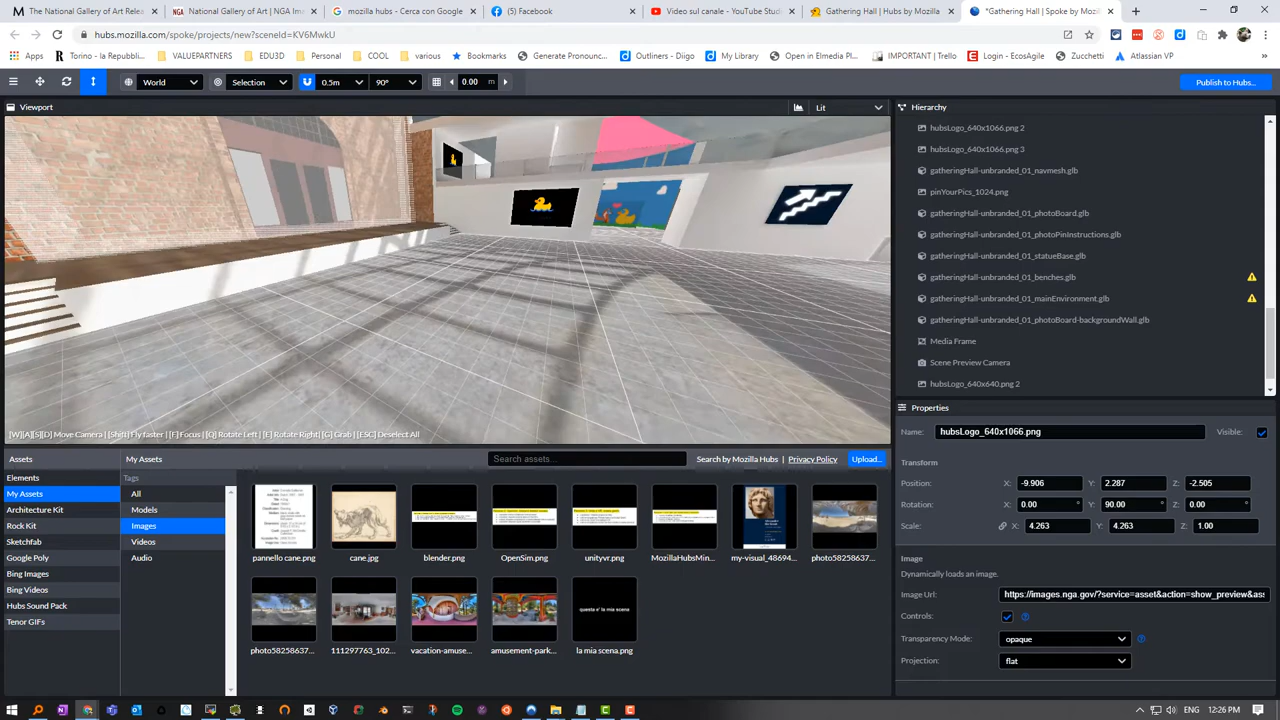 The National Gallery of Art Rele
National Gallery of Art | NGA Im
mozilla hubs - Cerca con Google
(5) Facebook
Video sul canale - YouTube Studi
Gathering Hall | Hubs by Mozilla
*Gathering Hall | Spoke by Mozil
hubs.mozilla.com/spoke/projects/new?sceneId=KV6MwkU
Apps
Torino - la Repubbli...
VALUEPARTNERS
EDU30
Personal
COOL
various
Bookmarks
Generate Pronounc...
Outliners - Diigo
My Library
Open in Elmedia Pl...
IMPORTANT | Trello
Login - EcosAgile
Zucchetti
Atlassian VP
World
Selection
0.5m
90°
0.00 m
Publish to Hubs...
Viewport
Lit
[W][A][S][D] Move Camera | [Shift] Fly faster | [F] Focus | [Q] Rotate Left | [E] Rotate Right | [G] Grab | [ESC] Deselect All
Hierarchy
hubsLogo_640x1066.png 2
hubsLogo_640x1066.png 3
gatheringHall-unbranded_01_navmesh.glb
pinYourPics_1024.png
gatheringHall-unbranded_01_photoBoard.glb
gatheringHall-unbranded_01_photoPinInstructions.glb
gatheringHall-unbranded_01_statueBase.glb
gatheringHall-unbranded_01_benches.glb
gatheringHall-unbranded_01_mainEnvironment.glb
gatheringHall-unbranded_01_photoBoard-backgroundWall.glb
Media Frame
Scene Preview Camera
hubsLogo_640x640.png 2
Properties
Name: hubsLogo_640x1066.png Visible:
Transform
Position: X: -9.906 Y: 2.287 Z: -2.505
Rotation: X: 0.00 Y: 90.00 Z: 0.00
Scale: X: 4.263 Y: 4.263 Z: 1.00
Image
Dynamically loads an image.
Image Url: https://images.nga.gov/?service=asset&action=show_preview&ass
Controls:
Transparency Mode: opaque
Projection: flat
Assets
My Assets
Search assets...
Search by Mozilla Hubs | Privacy Policy
Upload...
Elements
My Assets
Architecture Kit
Rock Kit
Sketchfab
Google Poly
Bing Images
Bing Videos
Hubs Sound Pack
Tenor GIFs
Tags
All
Models
Images
Videos
Audio
pannello cane.png
cane.jpg
blender.png
OpenSim.png
unityvr.png
MozillaHubsMin...
my-visual_48694...
photo58258637...
questa e' la mia scena
photo58258637...
111297763_102...
vacation-amuse...
amusement-park...
la mia scena.png
ENG
12:26 PM